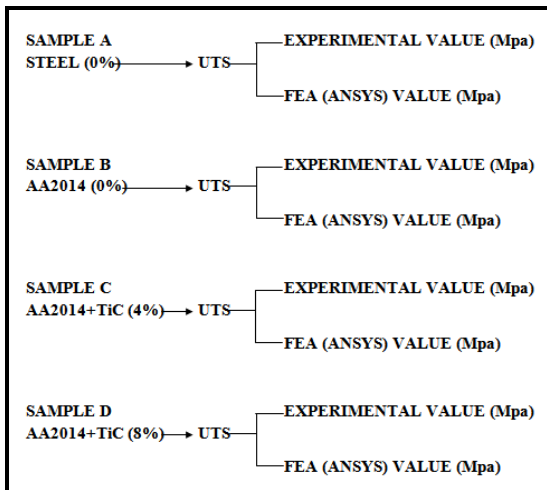 SAMPLE A
EXPERIMENTAL VALUE (Mpa)
STEEL (0%) UTS
FEA (ANSYS) VALUE (Mpa)
SAMPLE B
EXPERIMENTAL VALUE (Mpa)
AA2014 (0%) UTS
FEA (ANSYS) VALUE (Mpa)
SAMPLE C
EXPERIMENTAL VALUE (Mpa)
AA2014+TiC (4%) UTS
FEA (ANSYS) VALUE (Mpa)
SAMPLE D
EXPERIMENTAL VALUE (Mpa)
AA2014+TiC (8%) UTS
FEA (ANSYS) VALUE (Mpa)